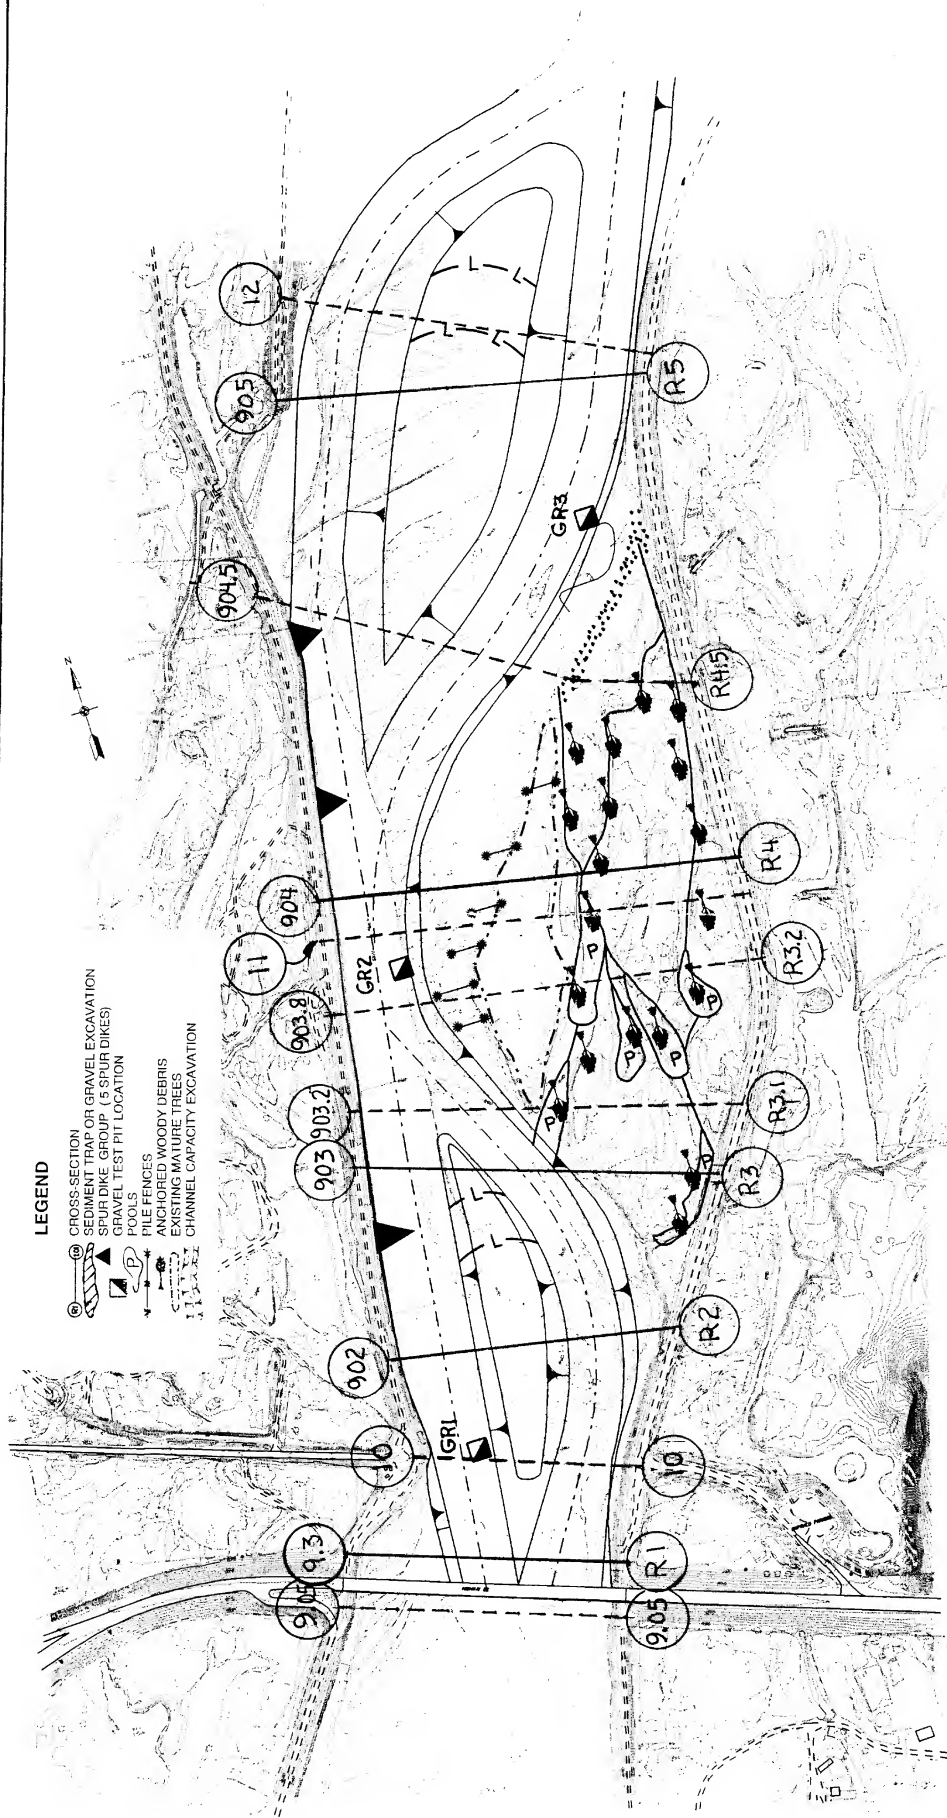 LEGEND
CROSS-SECTION
SEDIMENT TRAP OR GRAVEL EXCAVATION
SPUR DIKE GROUP (5 SPUR DIKES)
GRAVEL TEST PIT LOCATION
P
POOLS
PILE FENCES
ANCHORED WOODY DEBRIS
EXISTING MATURE TREES
CHANNEL CAPACITY EXCAVATION
9.05
9.3
10
902
903
903.2
903.8
11
904
904.5
905
12
GR1
GR2
GR3
L
L
L
L
L
L
P
P
P
P
P
P
9.05
R1
10
R2
R3
R3.1
R3.2
R4
R4.5
R5